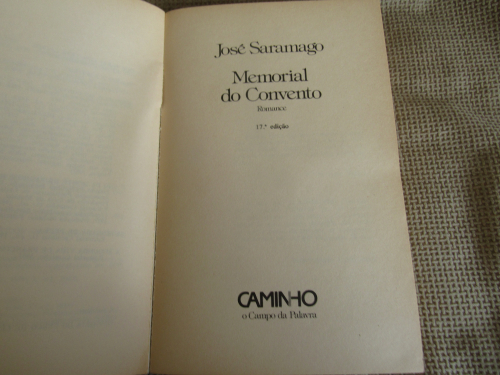 José Saramago
Memorial
do Convento
Romance
17.ª edição
CAMINHO
o Campo da Palavra